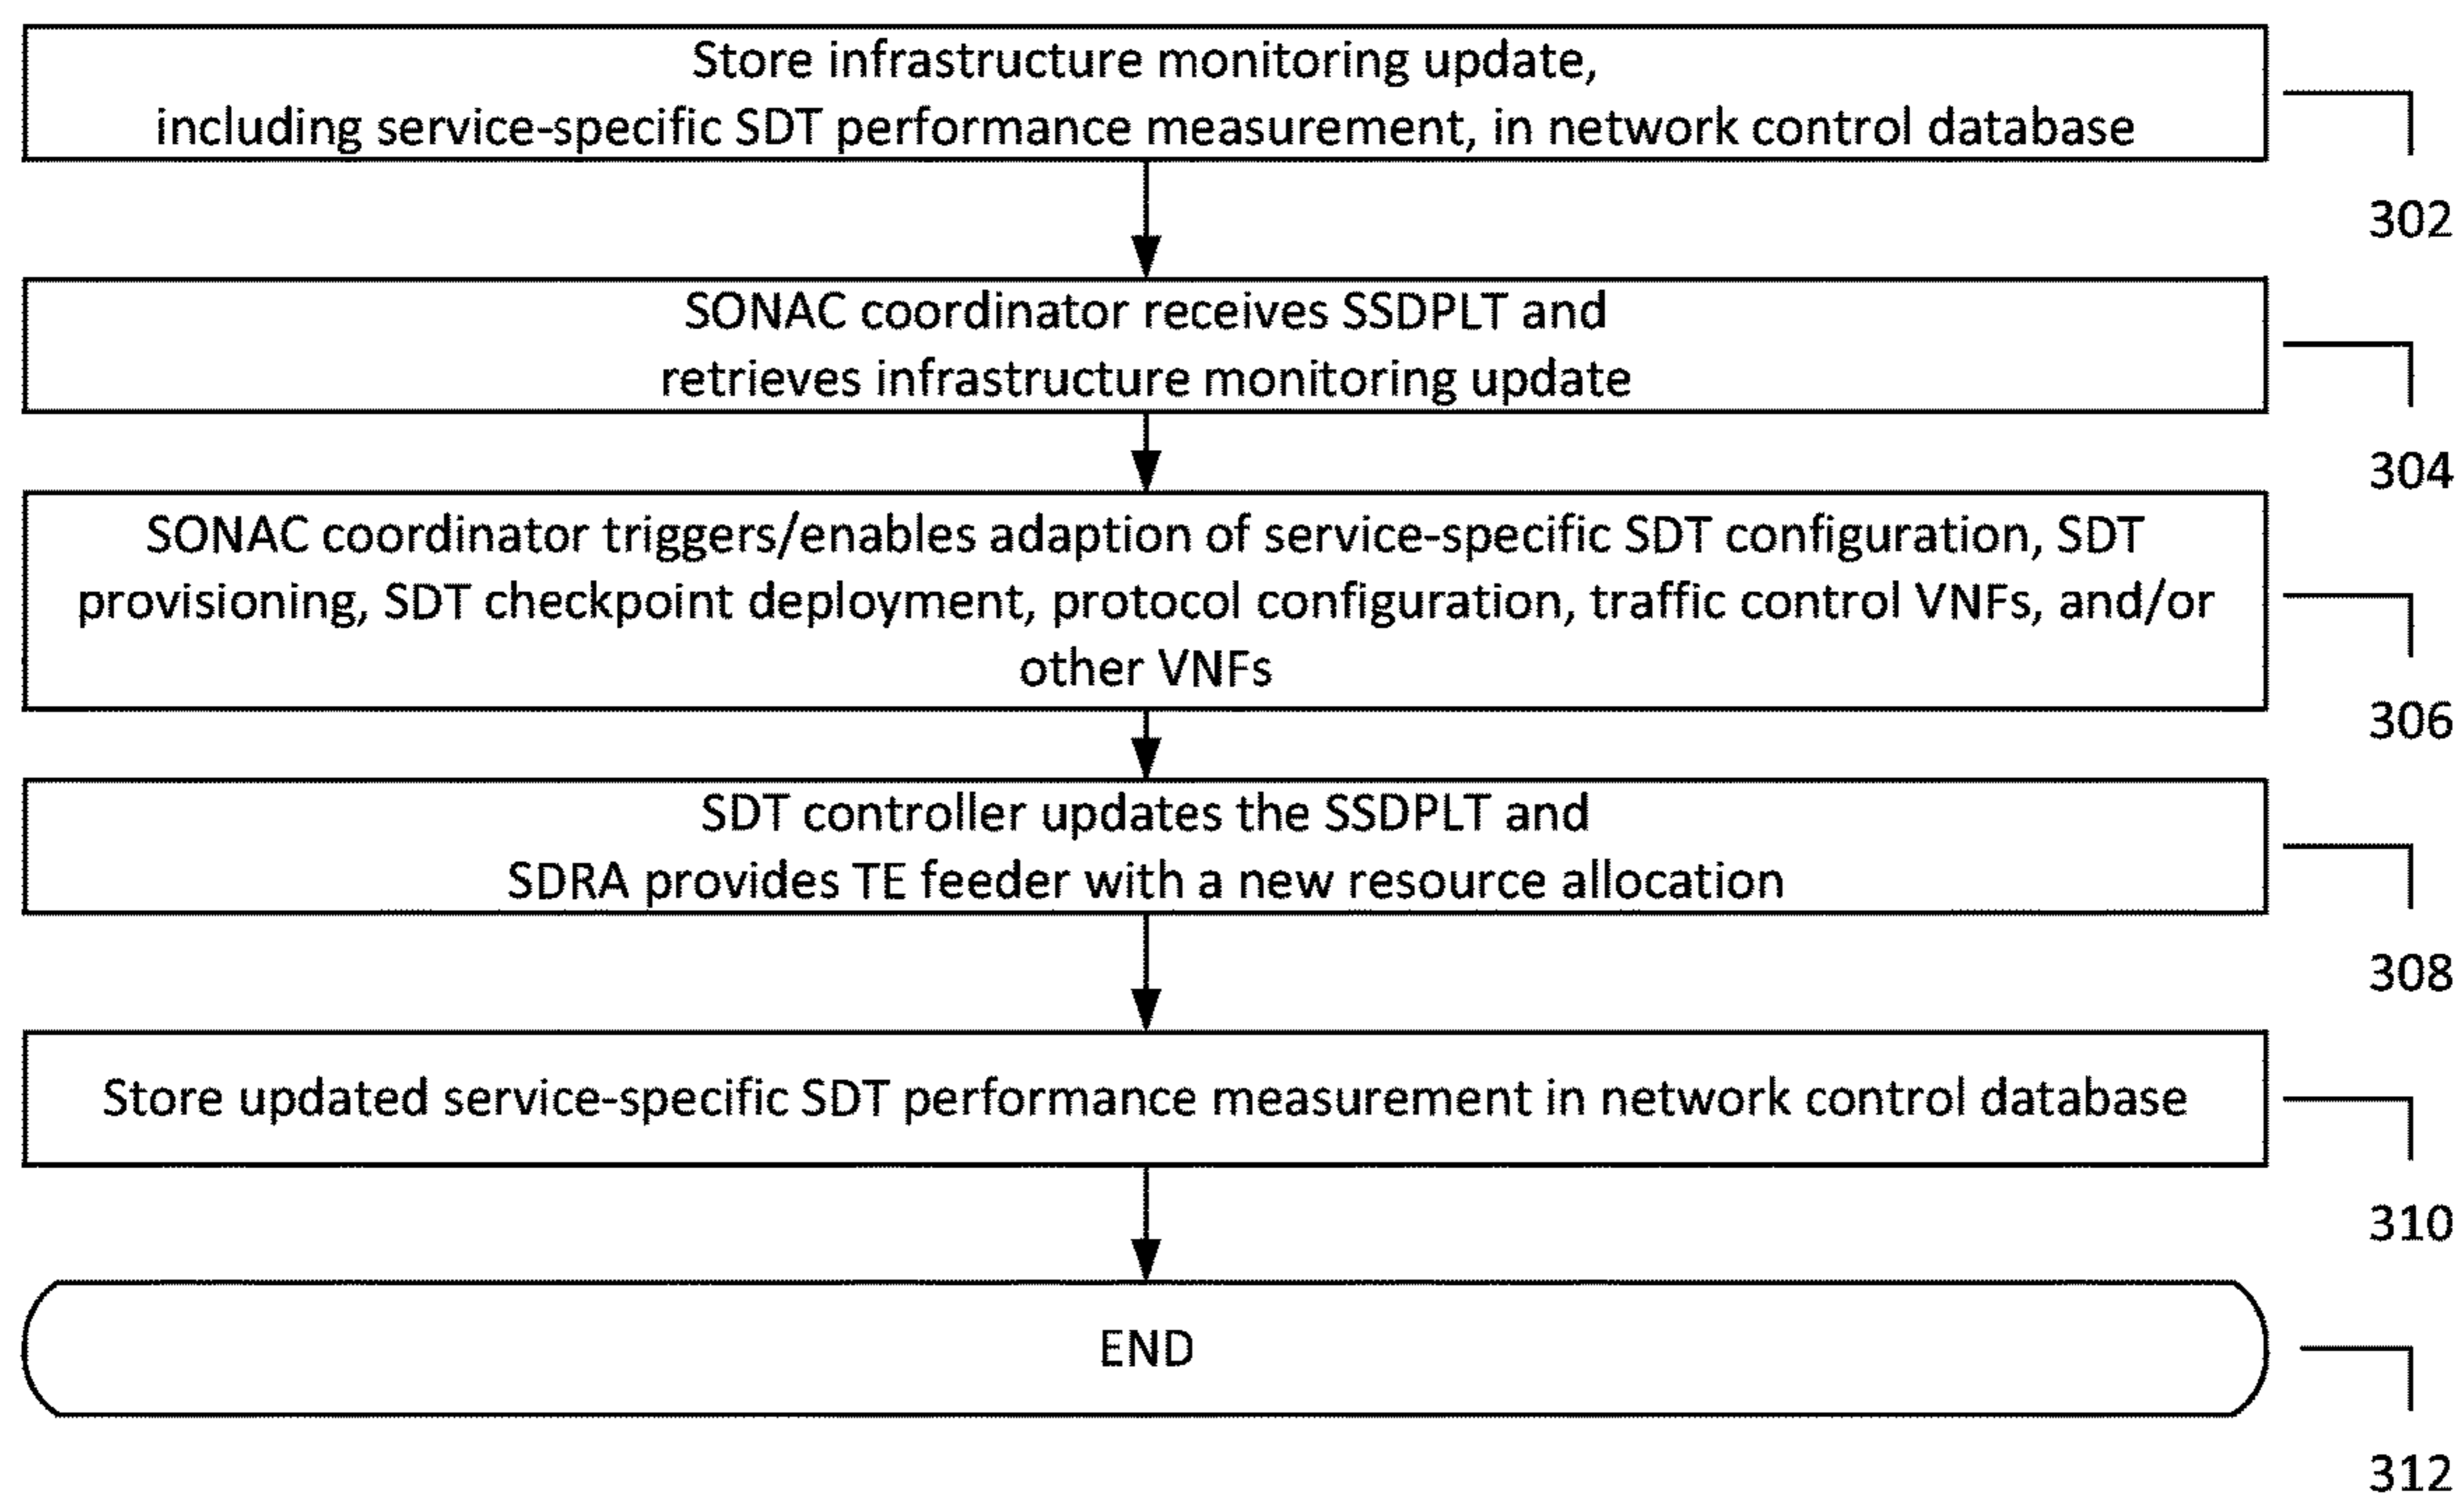 Store infrastructure monitoring update,
including service-specific SDT performance measurement, in network control database
302
SONAC coordinator receives SSDPLT and
retrieves infrastructure monitoring update
304
SONAC coordinator triggers/enables adaption of service-specific SDT configuration, SDT
provisioning, SDT checkpoint deployment, protocol configuration, traffic control VNFs, and/or
other VNFs
306
SDT controller updates the SSDPLT and
SDRA provides TE feeder with a new resource allocation
308
Store updated service-specific SDT performance measurement in network control database
310
END
312